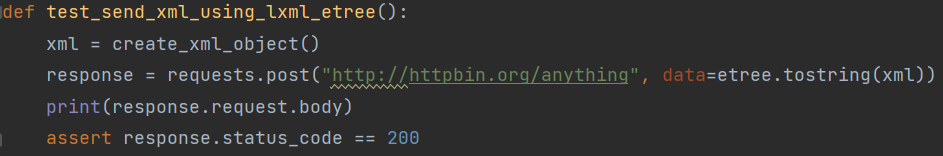 def test_send_xml_using_lxml_etree():
    xml = create_xml_object()
    response = requests.post("http://httpbin.org/anything", data=etree.tostring(xml))
    print(response.request.body)
    assert response.status_code == 200